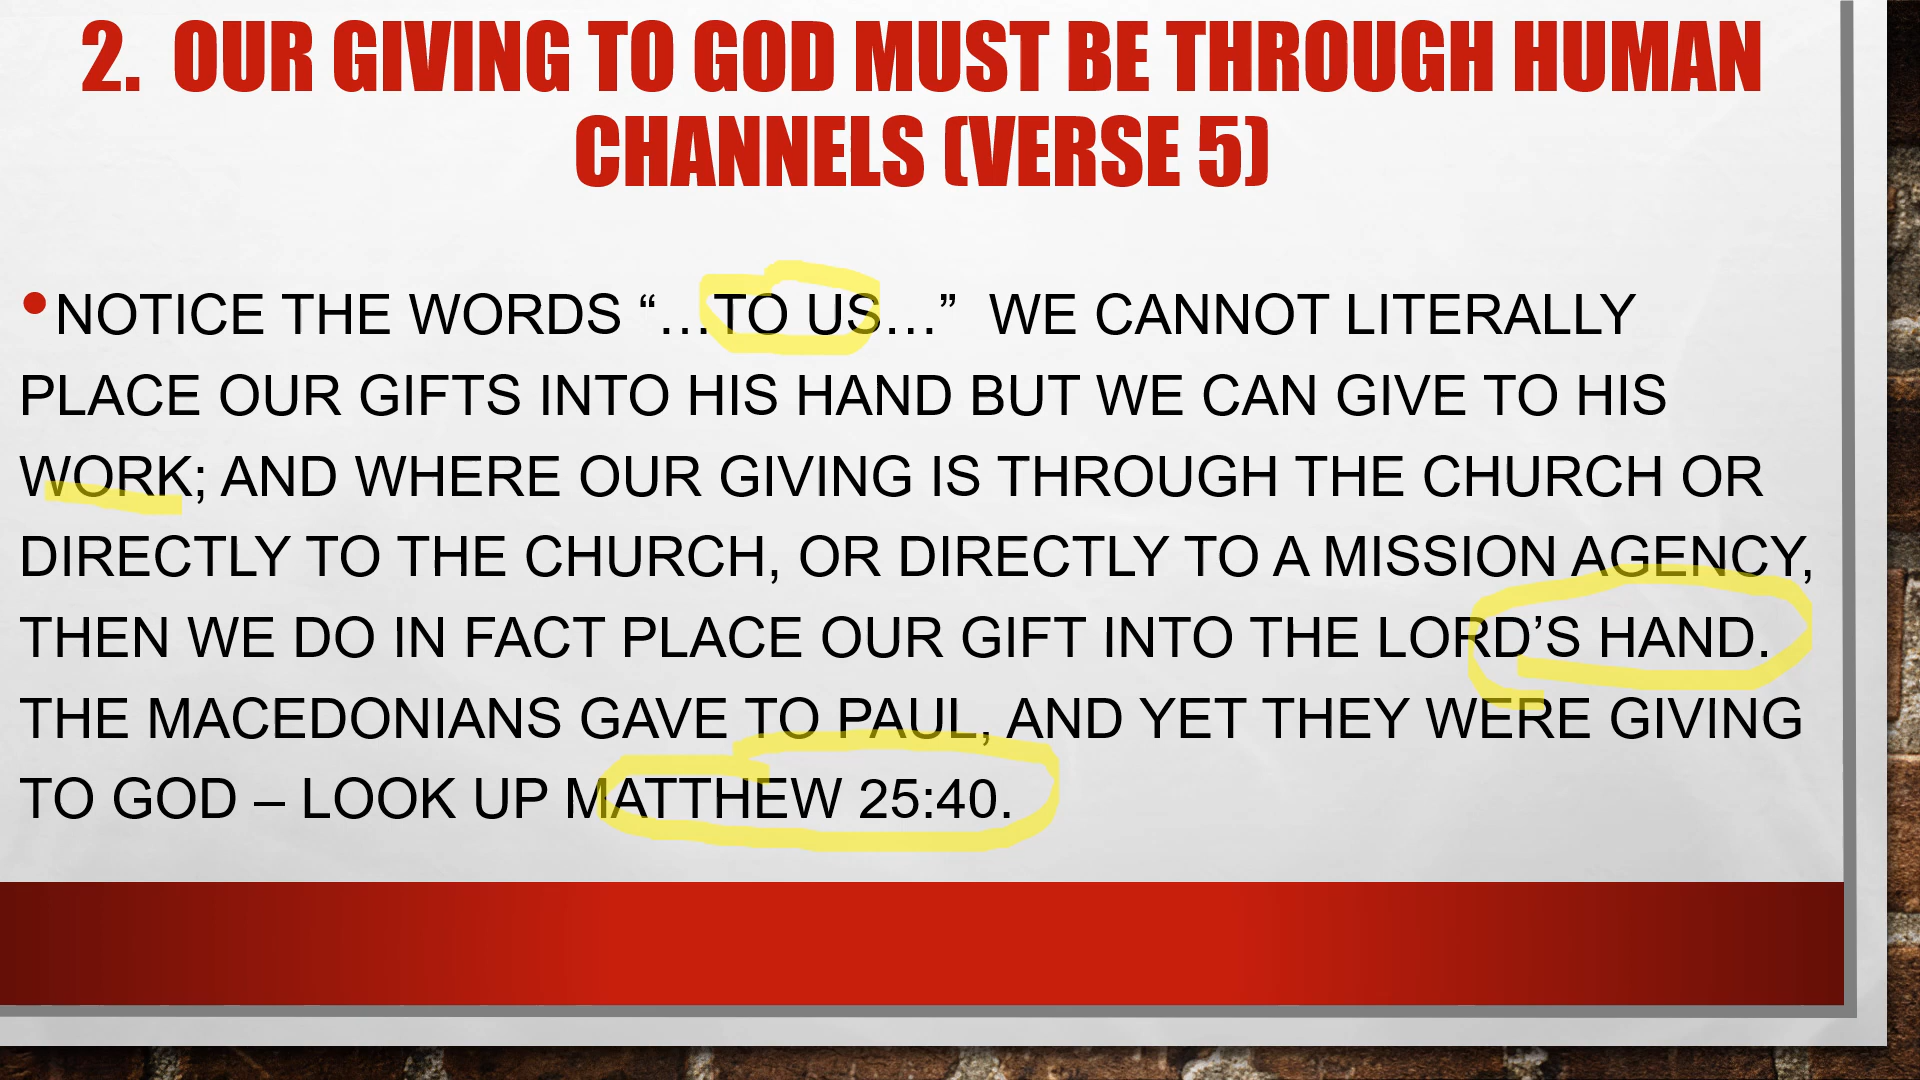 2. OUR GIVING TO GOD MUST BE THROUGH HUMAN
CHANNELS (VERSE 5)
•NOTICE THE WORDS “…TO US…” WE CANNOT LITERALLY
PLACE OUR GIFTS INTO HIS HAND BUT WE CAN GIVE TO HIS
WORK; AND WHERE OUR GIVING IS THROUGH THE CHURCH OR
DIRECTLY TO THE CHURCH, OR DIRECTLY TO A MISSION AGENCY,
THEN WE DO IN FACT PLACE OUR GIFT INTO THE LORD’S HAND.
THE MACEDONIANS GAVE TO PAUL, AND YET THEY WERE GIVING
TO GOD – LOOK UP MATTHEW 25:40.